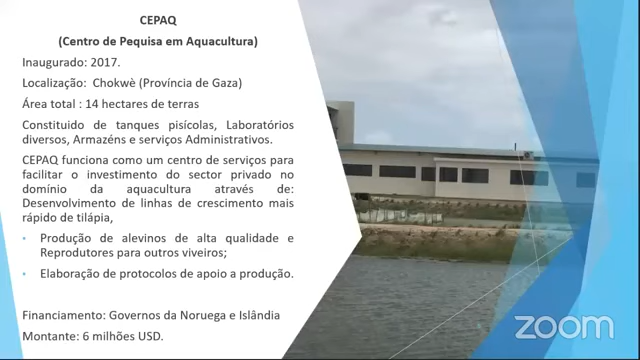 CEPAQ
(Centro de Pequisa em Aquacultura)
Inaugurado: 2017.
Localização: Chokwè (Província de Gaza)
Área total : 14 hectares de terras
Constituido de tanques pisícolas, Laboratórios
diversos, Armazéns e serviços Administrativos.
CEPAQ funciona como um centro de serviços para
facilitar o investimento do sector privado no
domínio da aquacultura através de:
Desenvolvimento de linhas de crescimento mais
rápido de tilápia,
• Produção de alevinos de alta qualidade e
Reprodutores para outros viveiros;
• Elaboração de protocolos de apoio a produção.
Financiamento: Governos da Noruega e Islândia
Montante: 6 milhões USD.
zoom